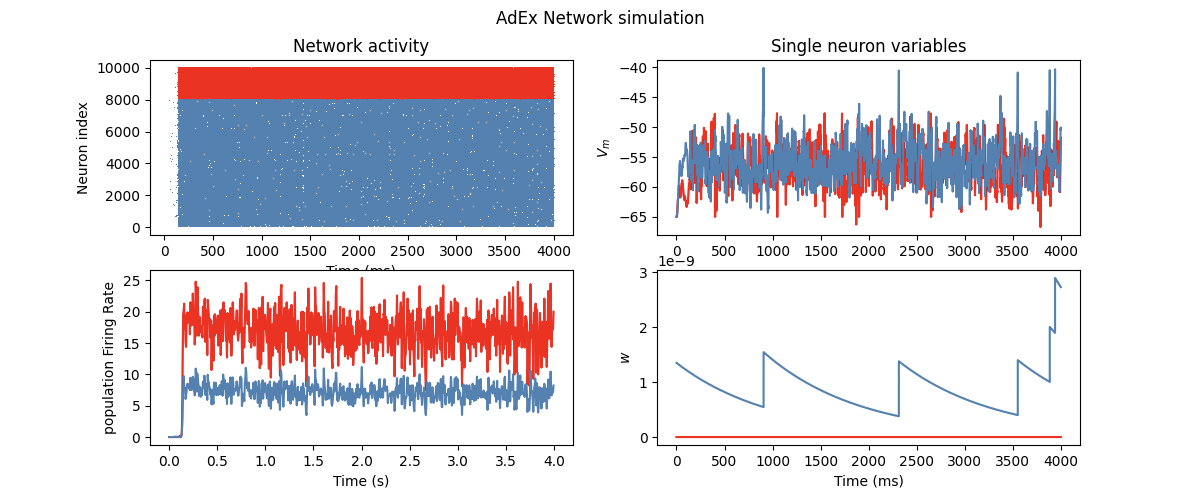 AdEx Network simulation
Network activity
Neuron index
10000
8000
6000
4000
2000
0
0 500 1000 1500 2000 2500 3000 3500 4000
Time (ms)
Single neuron variables
V_m
−40
−45
−50
−55
−60
−65
0 500 1000 1500 2000 2500 3000 3500 4000
population Firing Rate
25
20
15
10
5
0
0.0 0.5 1.0 1.5 2.0 2.5 3.0 3.5 4.0
Time (s)
1e−9
w
3
2
1
0
0 500 1000 1500 2000 2500 3000 3500 4000
Time (ms)